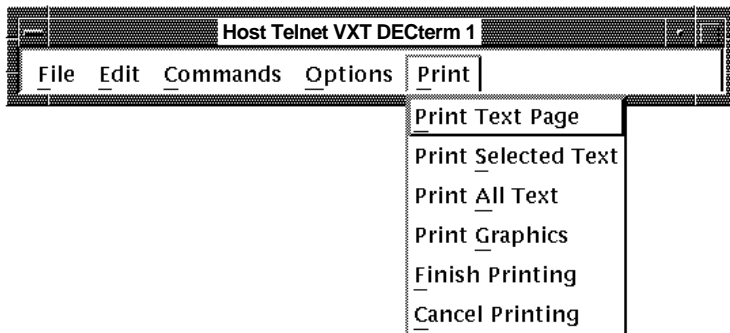 Host Telnet VXT DECterm 1
File Edit Commands Options Print
Print Text Page
Print Selected Text
Print All Text
Print Graphics
Finish Printing
Cancel Printing